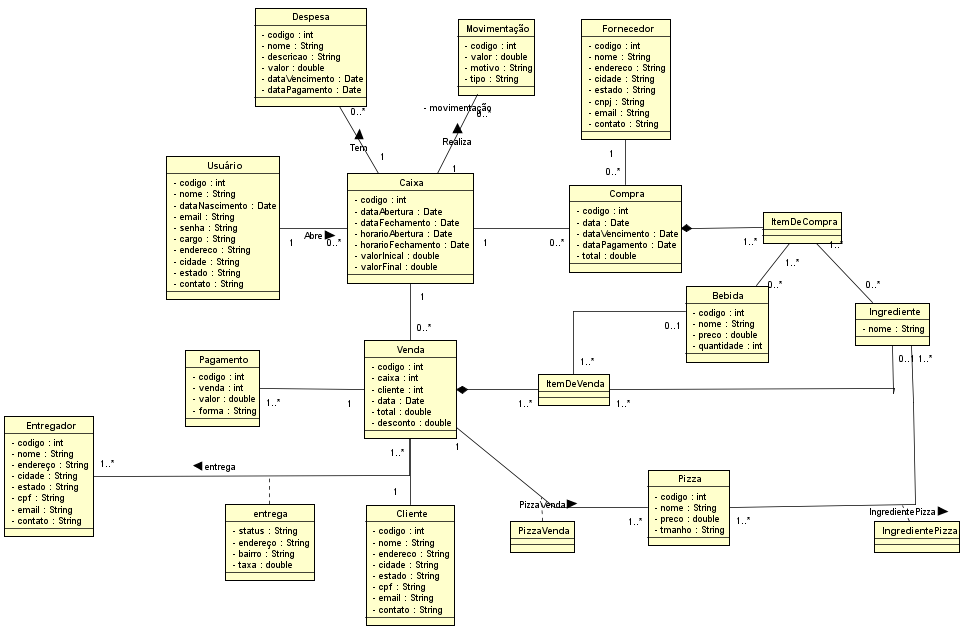 Despesa
- codigo : int
- nome : String
- descricao : String
- valor : double
- dataVencimento : Date
- dataPagamento : Date
Movimentação
- codigo : int
- valor : double
- motivo : String
- tipo : String
Fornecedor
- codigo : int
- nome : String
- endereco : String
- cidade : String
- estado : String
- cnpj : String
- email : String
- contato : String
0..*
Tem
1
- movimentação
0..*
Realiza
1
1
0..*
Usuário
- codigo : int
- nome : String
- dataNascimento : Date
- email : String
- senha : String
- cargo : String
- endereco : String
- cidade : String
- estado : String
- contato : String
1
Abre
0..*
Caixa
- codigo : int
- dataAbertura : Date
- dataFechamento : Date
- horarioAbertura : Date
- horarioFechamento : Date
- valorInical : double
- valorFinal : double
1
0..*
Compra
- codigo : int
- data : Date
- dataVencimento : Date
- dataPagamento : Date
- total : double
1..*
ItemDeCompra
1..*
1..*
0..*
0..*
Bebida
- codigo : int
- nome : String
- preco : double
- quantidade : int
Ingrediente
- nome : String
1
0..*
0..1
1..*
0..1
1..*
Pagamento
- codigo : int
- venda : int
- valor : double
- forma : String
1..*
1
Venda
- codigo : int
- caixa : int
- cliente : int
- data : Date
- total : double
- desconto : double
1..*
ItemDeVenda
1..*
Entregador
- codigo : int
- nome : String
- endereço : String
- cidade : String
- estado : String
- cpf : String
- email : String
- contato : String
1..*
entrega
1..*
1
1
entrega
- status : String
- endereço : String
- bairro : String
- taxa : double
Cliente
- codigo : int
- nome : String
- endereco : String
- cidade : String
- estado : String
- cpf : String
- email : String
- contato : String
PizzaVenda
1..*
PizzaVenda
Pizza
- codigo : int
- nome : String
- preco : double
- tmanho : String
1..*
IngredientePizza
IngredientePizza